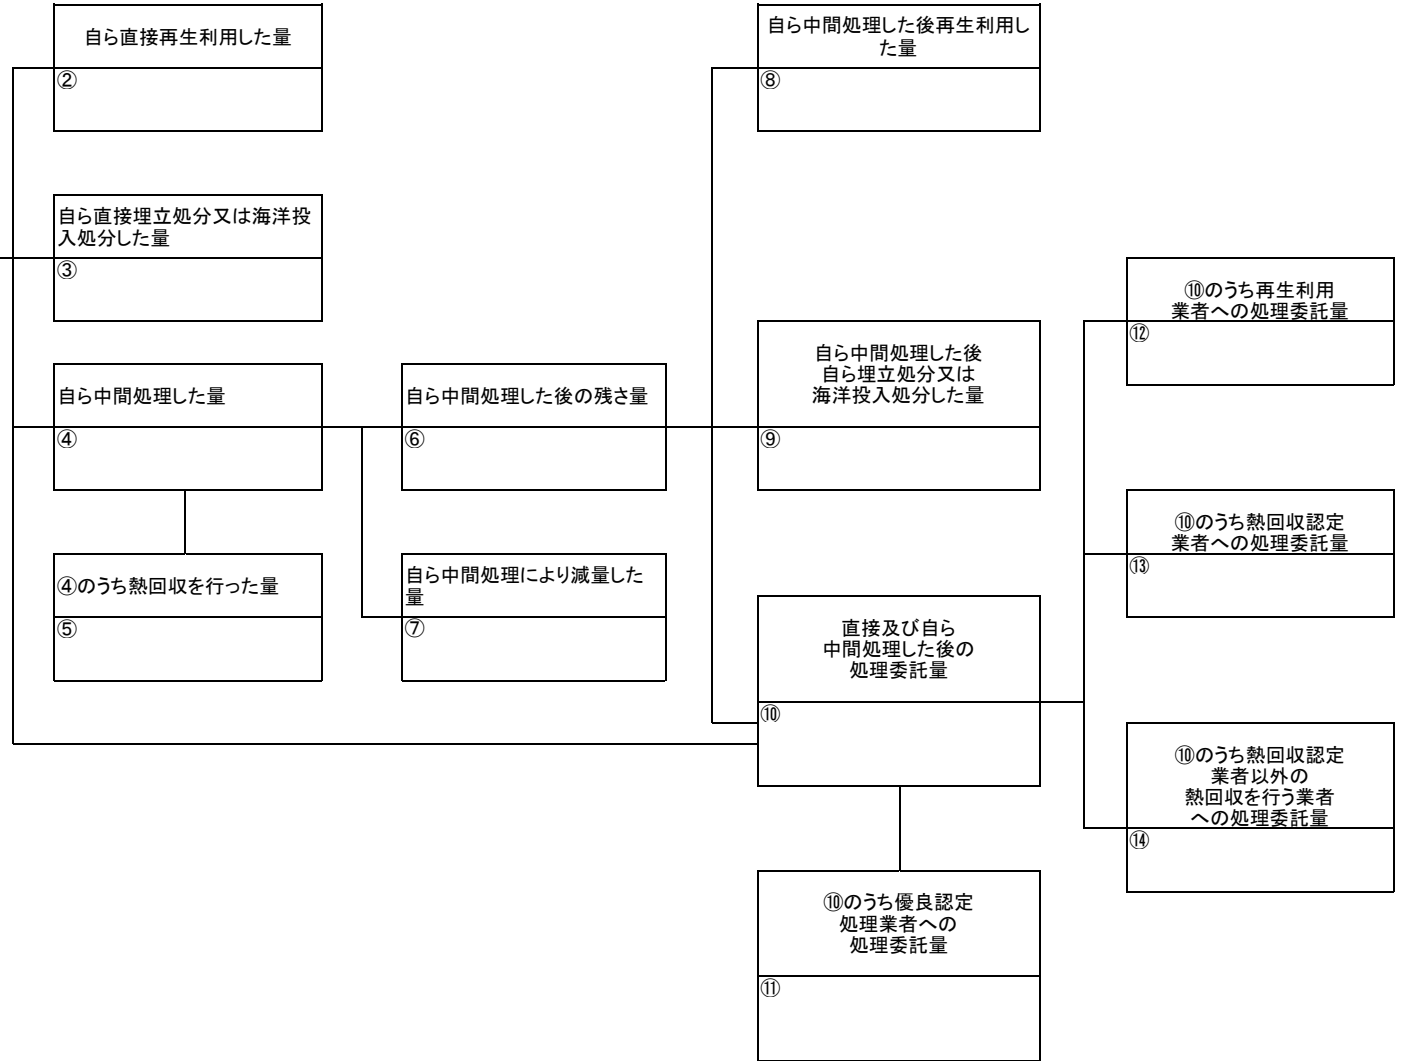 自ら直接再生利用した量
②
自ら中間処理した後再生利用し
た量
⑧
自ら直接埋立処分又は海洋投
入処分した量
③
⑩のうち再生利用
業者への処理委託量
⑫
自ら中間処理した量
④
自ら中間処理した後の残さ量
⑥
自ら中間処理した後
自ら埋立処分又は
海洋投入処分した量
⑨
⑩のうち熱回収認定
業者への処理委託量
⑬
④のうち熱回収を行った量
⑤
自ら中間処理により減量した
量
⑦
直接及び自ら
中間処理した後の
処理委託量
⑩
⑩のうち熱回収認定
業者以外の
熱回収を行う業者
への処理委託量
⑭
⑩のうち優良認定
処理業者への
処理委託量
⑪